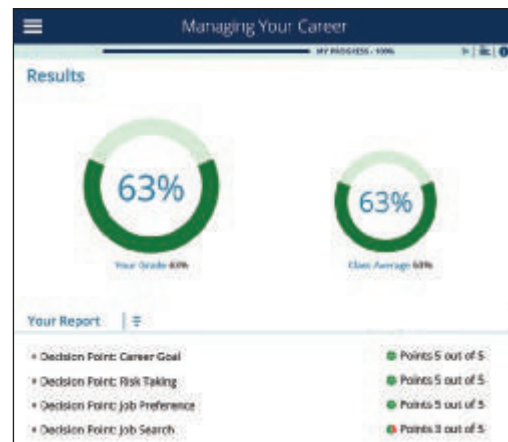 Managing Your Career
MY PROGRESS - 100%
Results
63%
63%
Your Grade 63%
Class Average 63%
Your Report
Decision Point: Career Goal
Points 5 out of 5
Decision Point: Risk Taking
Points 5 out of 5
Decision Point: Job Preference
Points 5 out of 5
Decision Point: Job Search
Points 3 out of 5